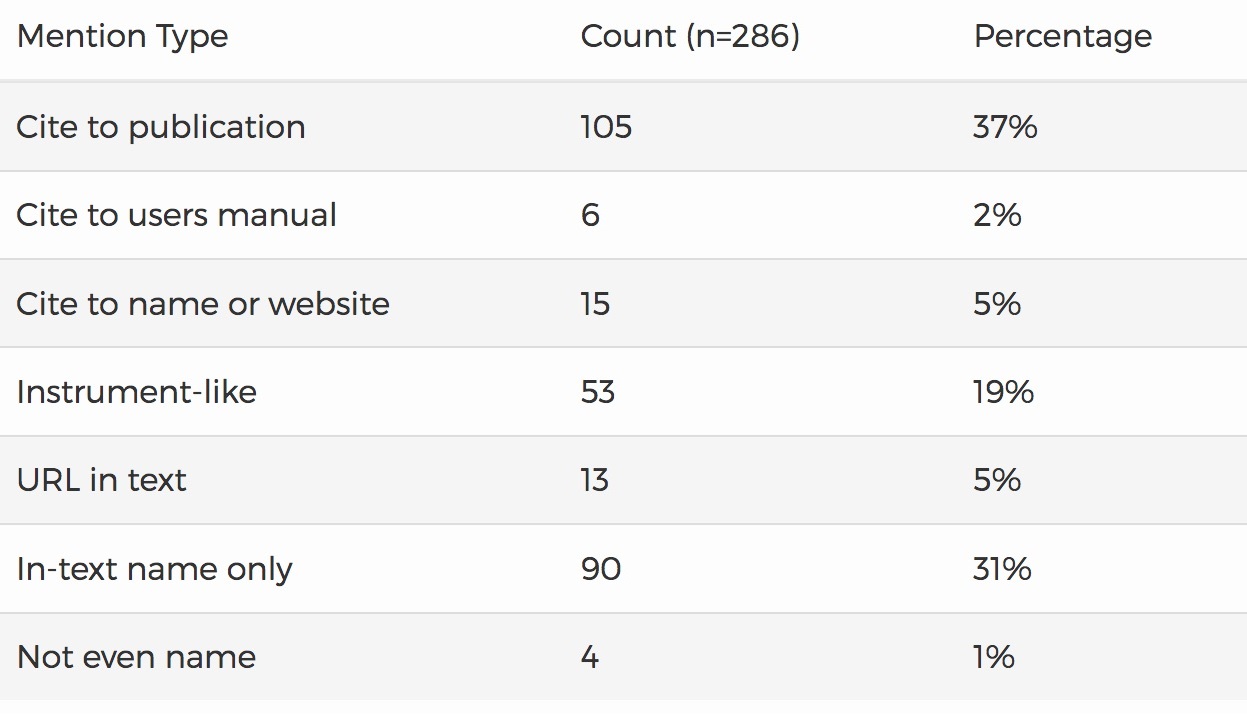 Mention Type Count (n=286) Percentage
Cite to publication 105 37%
Cite to users manual 6 2%
Cite to name or website 15 5%
Instrument-like 53 19%
URL in text 13 5%
In-text name only 90 31%
Not even name 4 1%